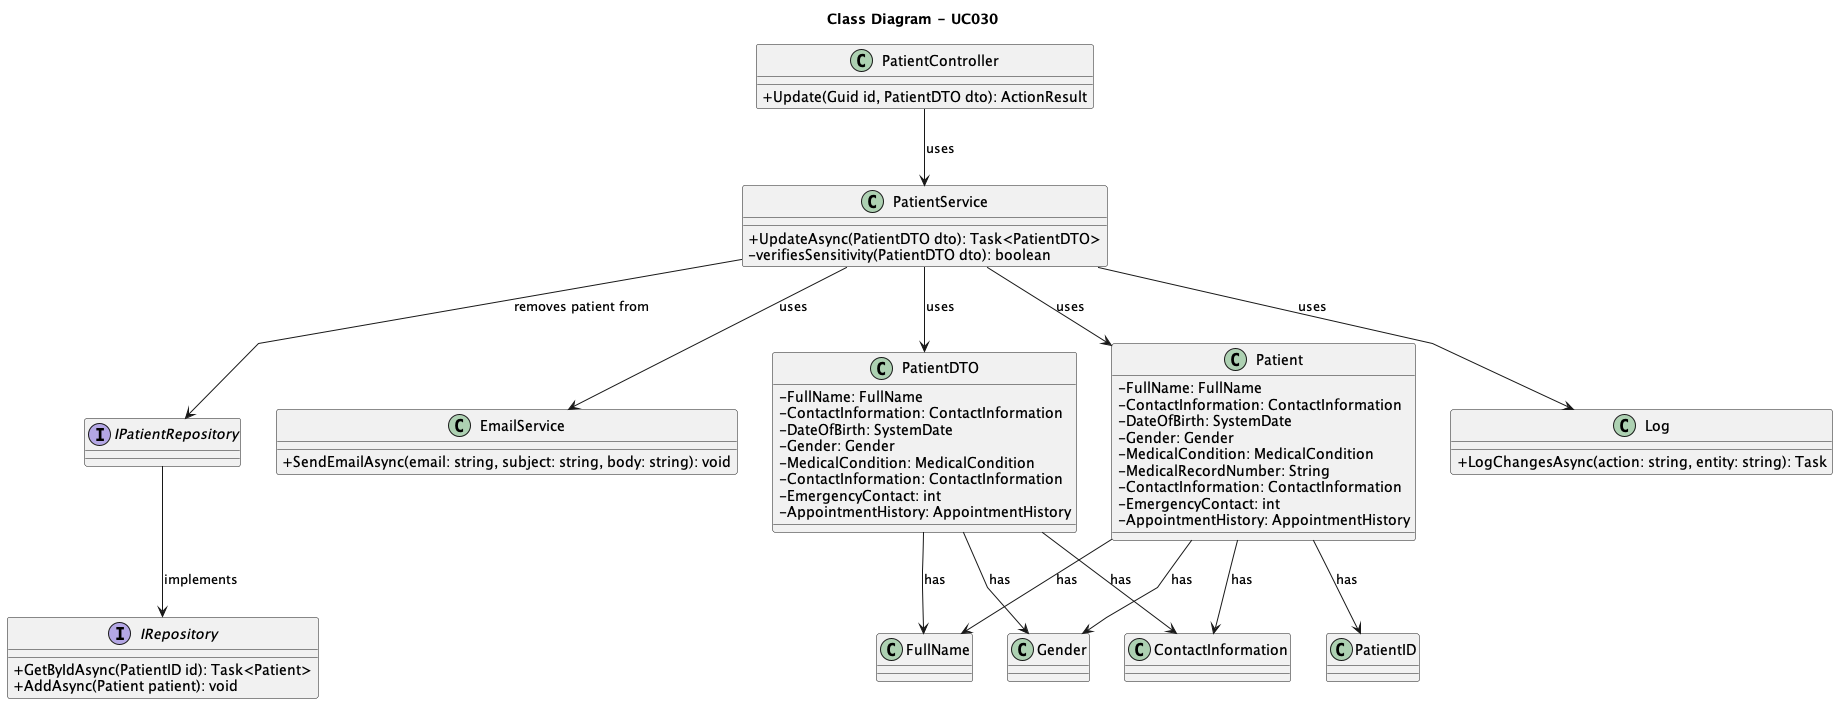 Class Diagram - UC030
C PatientController
+Update(Guid id, PatientDTO dto): ActionResult
uses
C PatientService
+UpdateAsync(PatientDTO dto): Task<PatientDTO>
-verifiesSensitivity(PatientDTO dto): boolean
removes patient from
uses
uses
uses
uses
I IPatientRepository
C EmailService
+SendEmailAsync(email: string, subject: string, body: string): void
C PatientDTO
-FullName: FullName
-ContactInformation: ContactInformation
-DateOfBirth: SystemDate
-Gender: Gender
-MedicalCondition: MedicalCondition
-ContactInformation: ContactInformation
-EmergencyContact: int
-AppointmentHistory: AppointmentHistory
C Patient
-FullName: FullName
-ContactInformation: ContactInformation
-DateOfBirth: SystemDate
-Gender: Gender
-MedicalCondition: MedicalCondition
-MedicalRecordNumber: String
-ContactInformation: ContactInformation
-EmergencyContact: int
-AppointmentHistory: AppointmentHistory
C Log
+LogChangesAsync(action: string, entity: string): Task
implements
has
has
has
has
has
has
has
I IRepository
+GetByIdAsync(PatientID id): Task<Patient>
+AddAsync(Patient patient): void
C FullName
C Gender
C ContactInformation
C PatientID